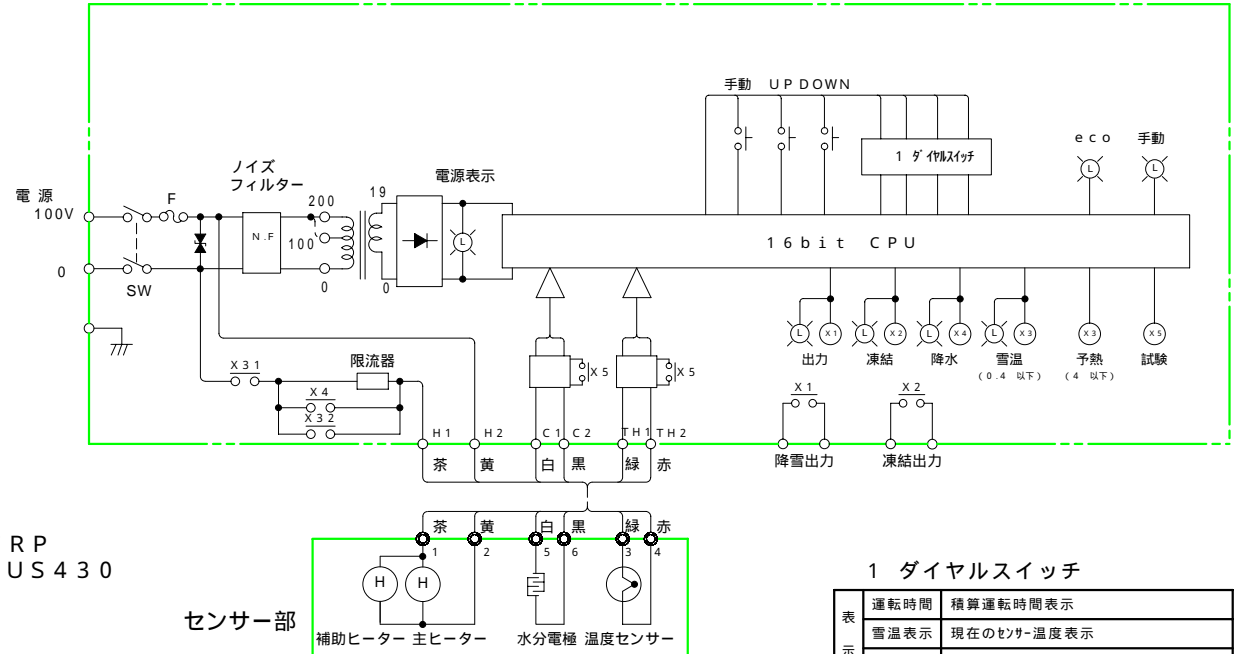 手動 UP DOWN
1 ダイヤルスイッチ
eco 手動
ノイズ
フィルター
電源表示
電源
100V
F
N.F
200
100
0
19
0
L
16bit CPU
0
SW
L X1 L X2 L X4 L X3 X3 X5
出力 凍結 降水 雪温 予熱 試験
(0.4 以下) (4 以下)
X31
限流器
X4
X32
X5 X5
X1 X2
H1 H2 C1 C2 TH1 TH2
降雪出力 凍結出力
茶 黄 白 黒 緑 赤
茶 黄 白 黒 緑 赤
1 2 5 6 3 4
RP
US430
H H
センサー部
補助ヒーター 主ヒーター 水分電極 温度センサー
1 ダイヤルスイッチ
表示
運転時間 積算運転時間表示
雪温表示 現在のセンサー温度表示